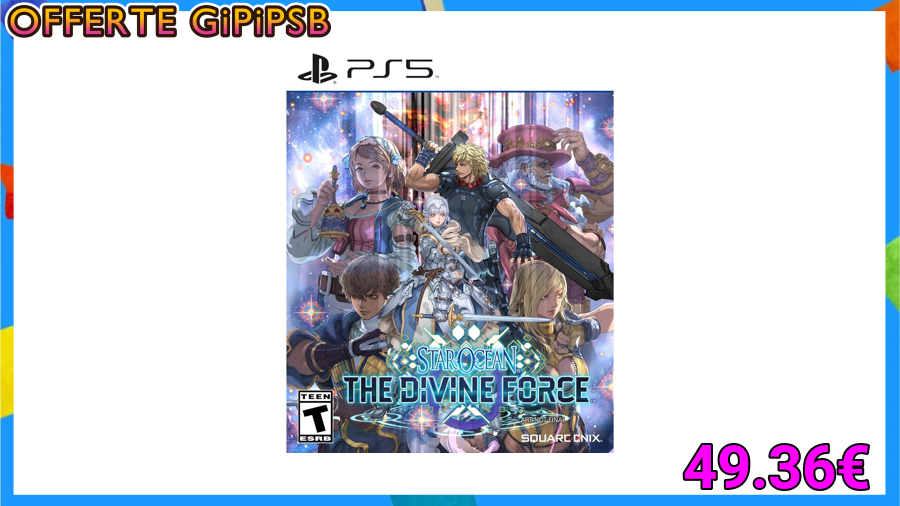 OFFERTE GiPiPSB
PS5
STAR OCEAN
THE DIVINE FORCE
TEEN
T
ESRB
SQUARE ENIX
49.36€